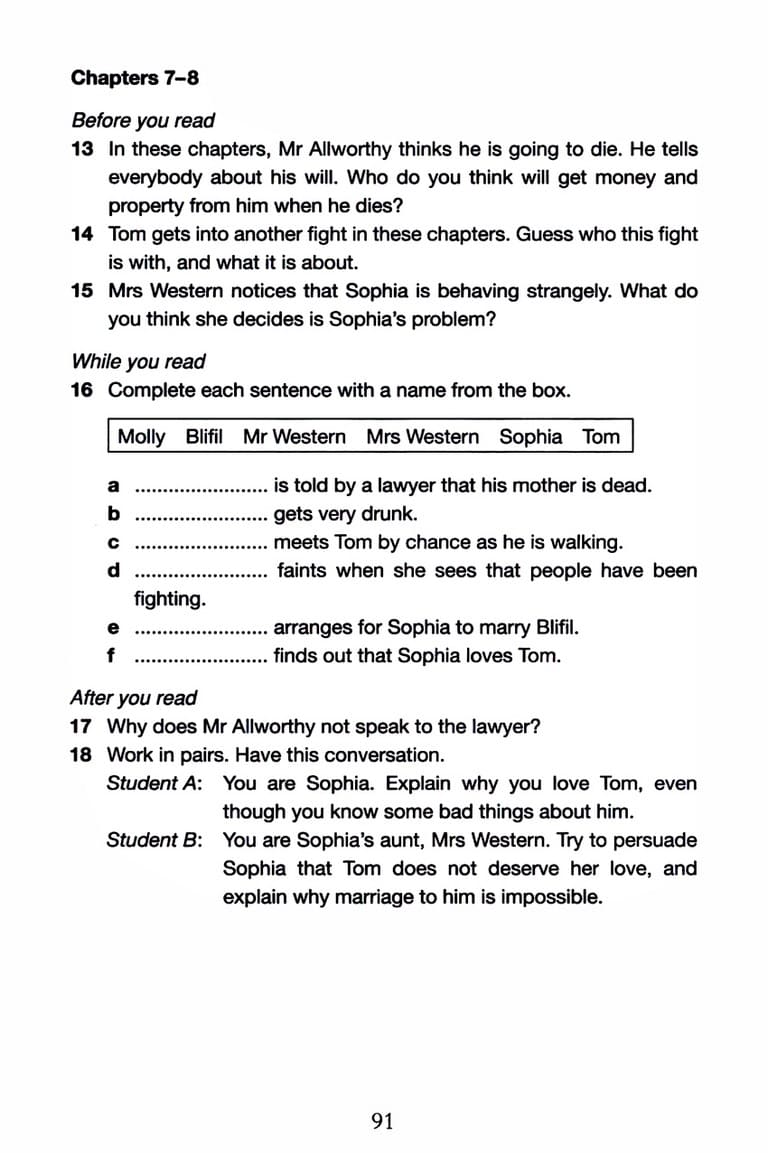 Chapters 7–8
Before you read
13 In these chapters, Mr Allworthy thinks he is going to die. He tells
everybody about his will. Who do you think will get money and
property from him when he dies?
14 Tom gets into another fight in these chapters. Guess who this fight
is with, and what it is about.
15 Mrs Western notices that Sophia is behaving strangely. What do
you think she decides is Sophia's problem?
While you read
16 Complete each sentence with a name from the box.
Molly Blifil Mr Western Mrs Western Sophia Tom
a ........................ is told by a lawyer that his mother is dead.
b ........................ gets very drunk.
c ........................ meets Tom by chance as he is walking.
d ........................ faints when she sees that people have been
fighting.
e ........................ arranges for Sophia to marry Blifil.
f ........................ finds out that Sophia loves Tom.
After you read
17 Why does Mr Allworthy not speak to the lawyer?
18 Work in pairs. Have this conversation.
Student A: You are Sophia. Explain why you love Tom, even
though you know some bad things about him.
Student B: You are Sophia's aunt, Mrs Western. Try to persuade
Sophia that Tom does not deserve her love, and
explain why marriage to him is impossible.
91